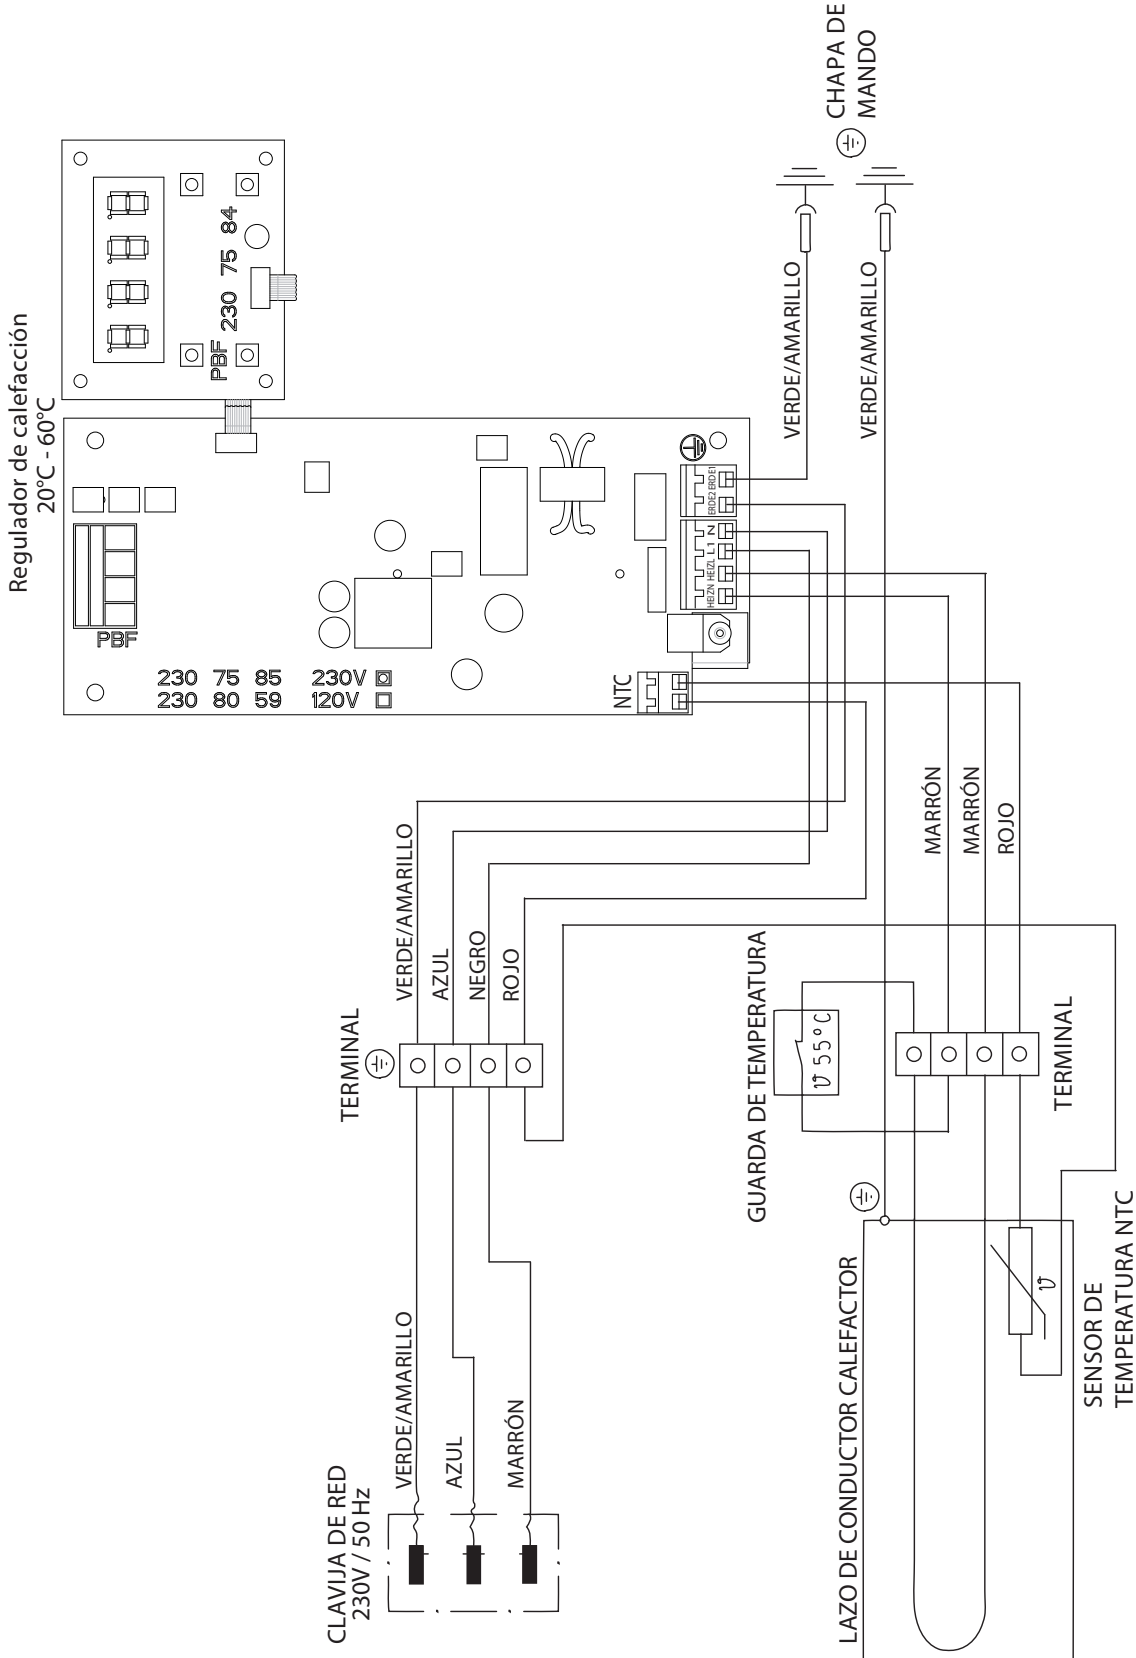 Regulador de calefacción
20°C - 60°C
PBF 230 75 84
PBF
230 75 85 230V
230 80 59 120V
NTC
HEIZN HEIZL L1 N
ERDE2 ERDE1
CHAPA DE
MANDO
VERDE/AMARILLO
VERDE/AMARILLO
VERDE/AMARILLO
AZUL
NEGRO
ROJO
MARRÓN
MARRÓN
ROJO
TERMINAL
GUARDA DE TEMPERATURA
ϑ 55°C
TERMINAL
CLAVIJA DE RED
230V / 50 Hz
VERDE/AMARILLO
AZUL
MARRÓN
LAZO DE CONDUCTOR CALEFACTOR
ϑ
SENSOR DE
TEMPERATURA NTC